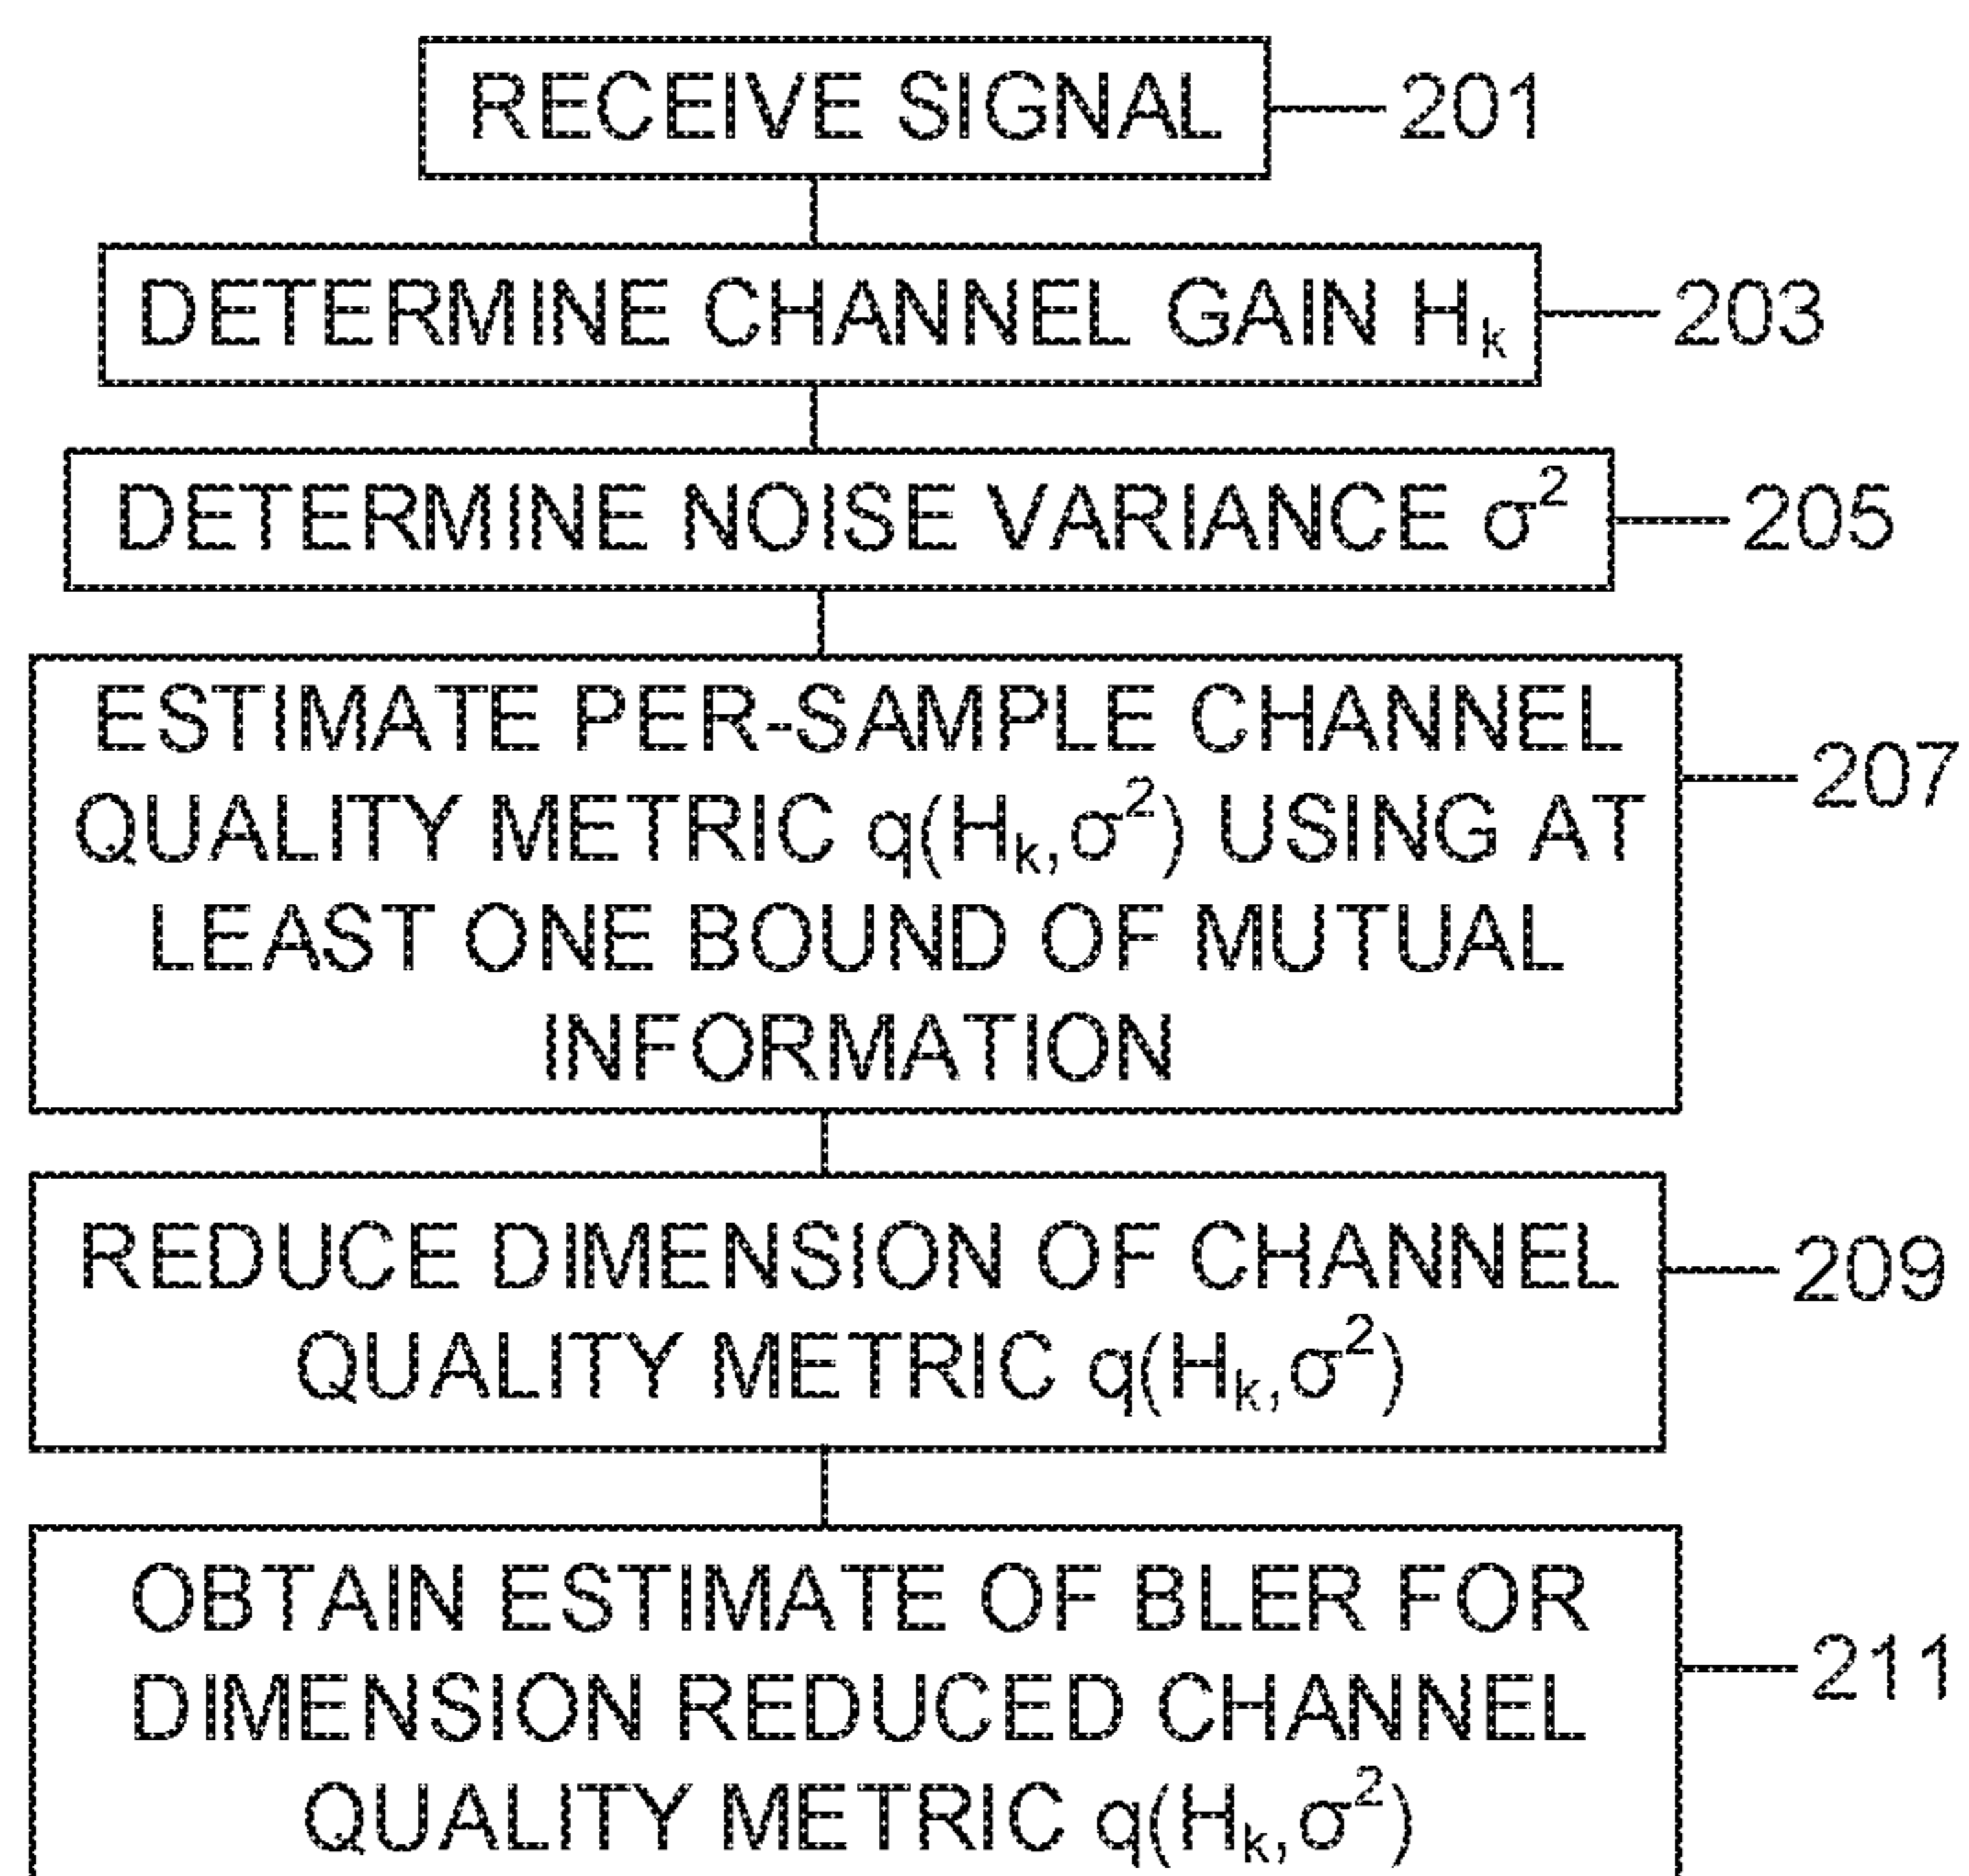 RECEIVE SIGNAL 201
DETERMINE CHANNEL GAIN Hₖ 203
DETERMINE NOISE VARIANCE σ² 205
ESTIMATE PER-SAMPLE CHANNEL
QUALITY METRIC q(Hₖ,σ²) USING AT
LEAST ONE BOUND OF MUTUAL
INFORMATION
207
REDUCE DIMENSION OF CHANNEL
QUALITY METRIC q(Hₖ,σ²)
209
OBTAIN ESTIMATE OF BLER FOR
DIMENSION REDUCED CHANNEL
QUALITY METRIC q(Hₖ,σ²)
211